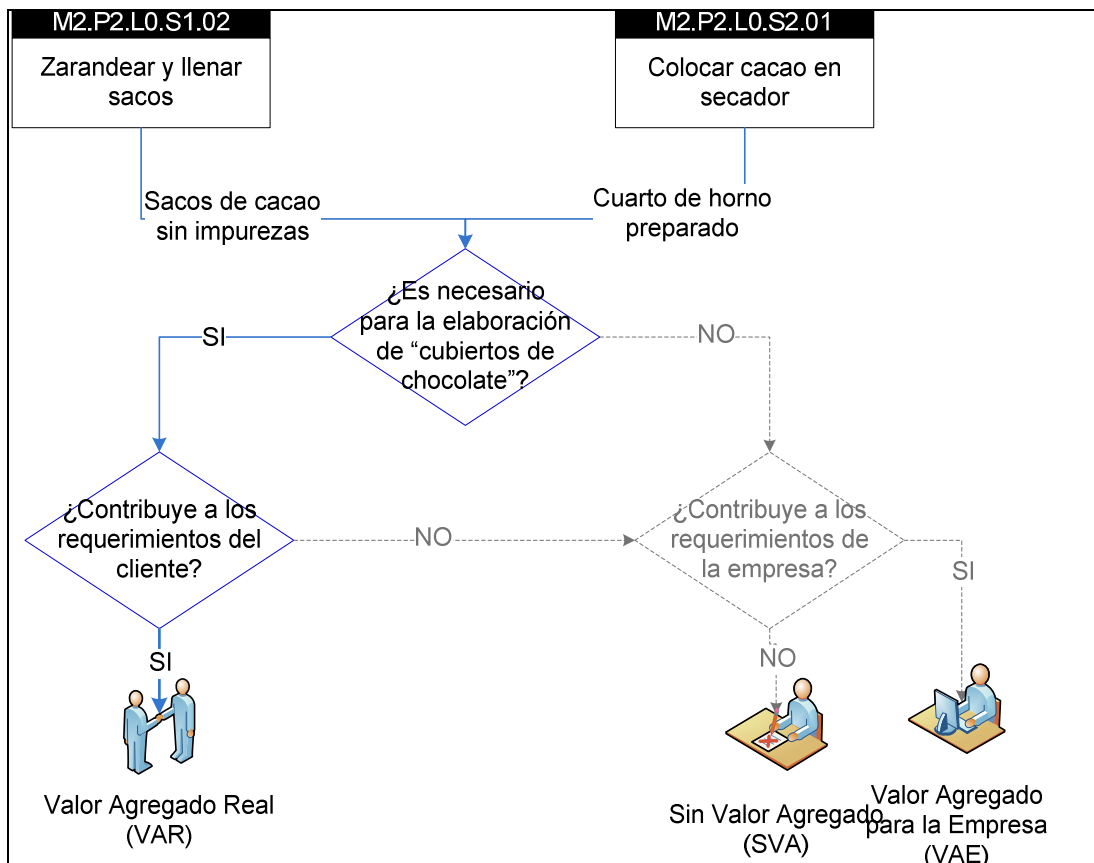 M2.P2.L0.S1.02
Zarandear y llenar
sacos
M2.P2.L0.S2.01
Colocar cacao en
secador
Sacos de cacao
sin impurezas
Cuarto de horno
preparado
¿Es necesario
para la elaboración
de “cubiertos de
chocolate”?
SI
NO
¿Contribuye a los
requerimientos del
cliente?
NO
¿Contribuye a los
requerimientos de
la empresa?
SI
SI
NO
Valor Agregado Real
(VAR)
Sin Valor Agregado
(SVA)
Valor Agregado
para la Empresa
(VAE)